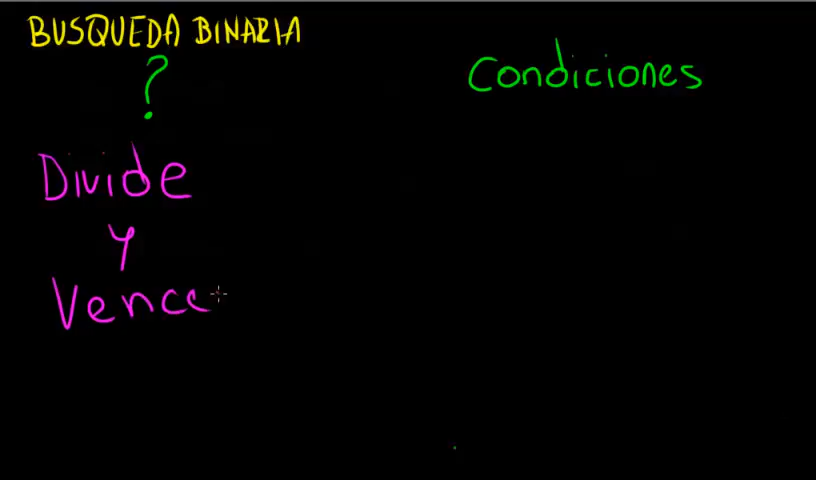 BUSQUEDA BINARIA
?
Condiciones
Divide
y
Vence